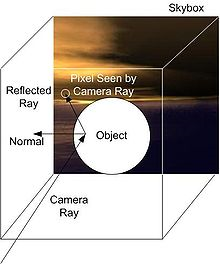 Skybox
Pixel Seen by
Camera Ray
Reflected
Ray
Object
Normal
Camera
Ray